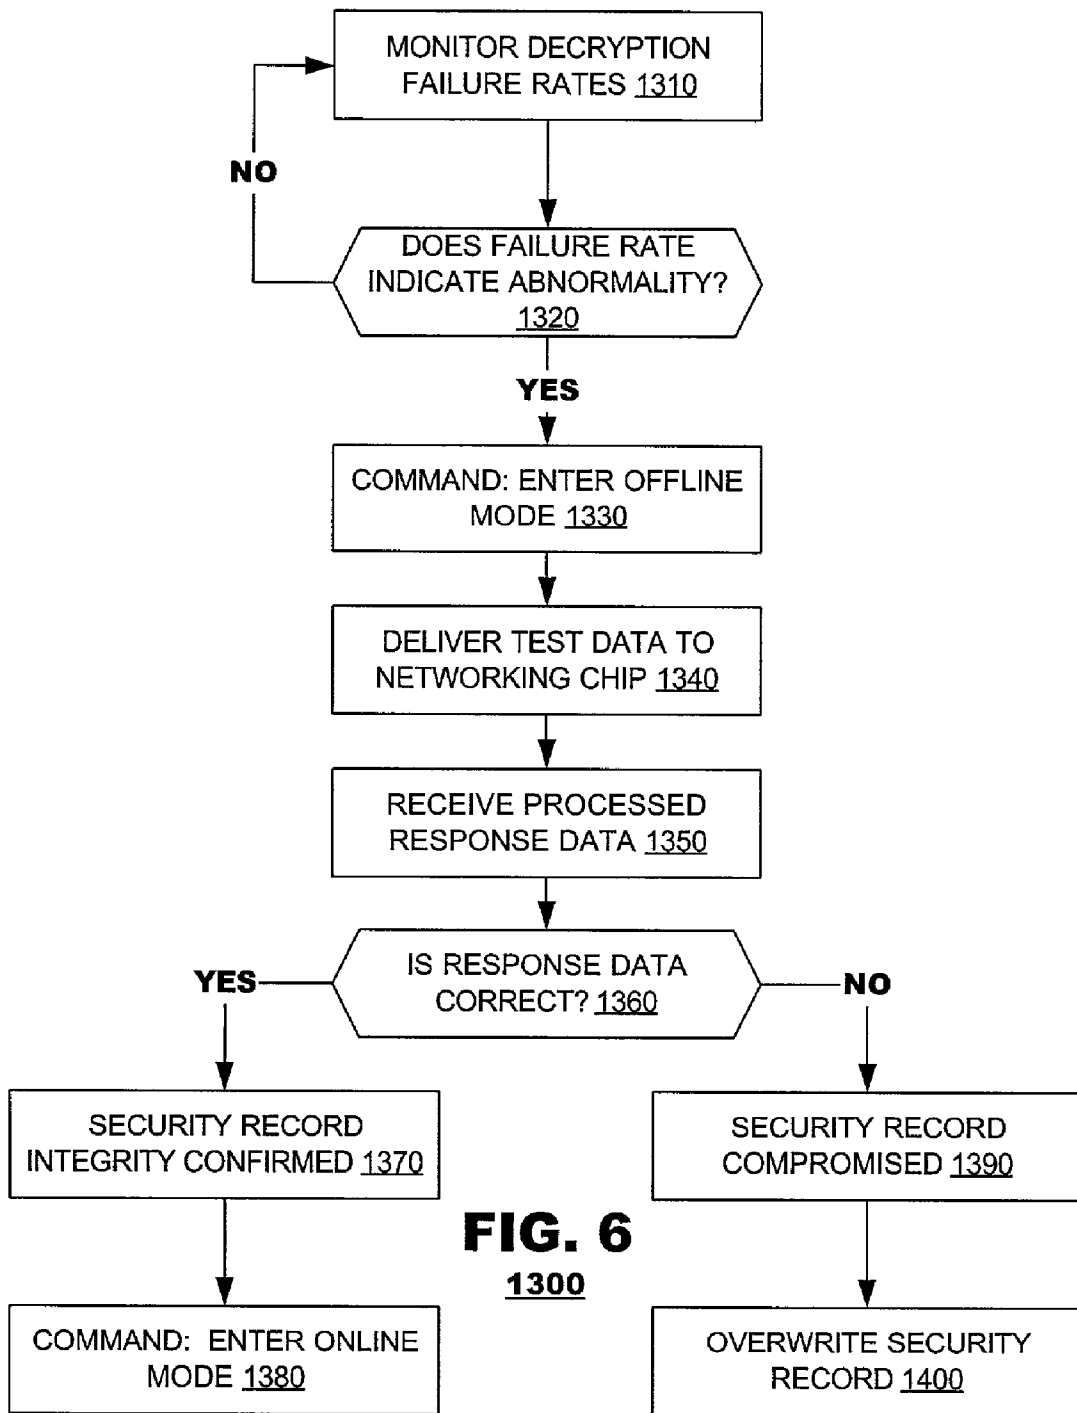 MONITOR DECRYPTION
FAILURE RATES 1310
NO
DOES FAILURE RATE
INDICATE ABNORMALITY?
1320
YES
COMMAND: ENTER OFFLINE
MODE 1330
DELIVER TEST DATA TO
NETWORKING CHIP 1340
RECEIVE PROCESSED
RESPONSE DATA 1350
IS RESPONSE DATA
CORRECT? 1360
YES
NO
SECURITY RECORD
INTEGRITY CONFIRMED 1370
SECURITY RECORD
COMPROMISED 1390
FIG. 6
1300
COMMAND: ENTER ONLINE
MODE 1380
OVERWRITE SECURITY
RECORD 1400